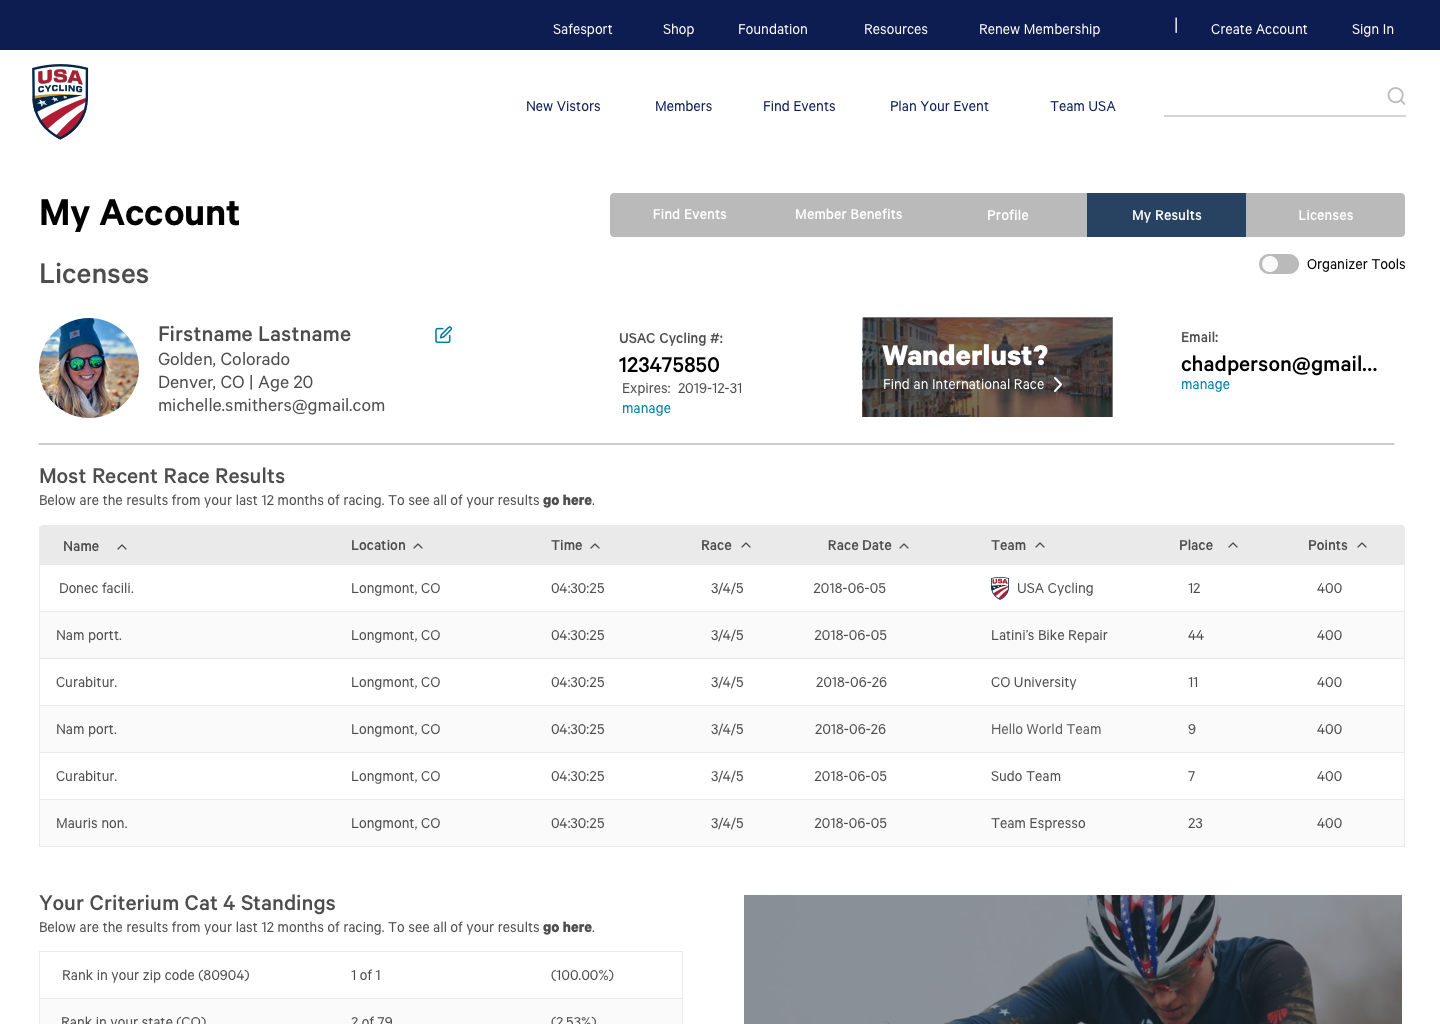 Safesport Shop Foundation Resources Renew Membership | Create Account Sign In
USA
CYCLING
New Vistors Members Find Events Plan Your Event Team USA
My Account
Find Events Member Benefits Profile My Results Licenses
Licenses
Organizer Tools
Firstname Lastname
Golden, Colorado
Denver, CO | Age 20
michelle.smithers@gmail.com
USAC Cycling #:
123475850
Expires: 2019-12-31
manage
Wanderlust?
Find an International Race
Email:
chadperson@gmail...
manage
Most Recent Race Results
Below are the results from your last 12 months of racing. To see all of your results go here.
Name Location Time Race Race Date Team Place Points
Donec facili. Longmont, CO 04:30:25 3/4/5 2018-06-05 USA Cycling 12 400
Nam portt. Longmont, CO 04:30:25 3/4/5 2018-06-05 Latini's Bike Repair 44 400
Curabitur. Longmont, CO 04:30:25 3/4/5 2018-06-26 CO University 11 400
Nam port. Longmont, CO 04:30:25 3/4/5 2018-06-26 Hello World Team 9 400
Curabitur. Longmont, CO 04:30:25 3/4/5 2018-06-05 Sudo Team 7 400
Mauris non. Longmont, CO 04:30:25 3/4/5 2018-06-05 Team Espresso 23 400
Your Criterium Cat 4 Standings
Below are the results from your last 12 months of racing. To see all of your results go here.
Rank in your zip code (80904) 1 of 1 (100.00%)
Rank in your state (CO) 2 of 79 (2.53%)